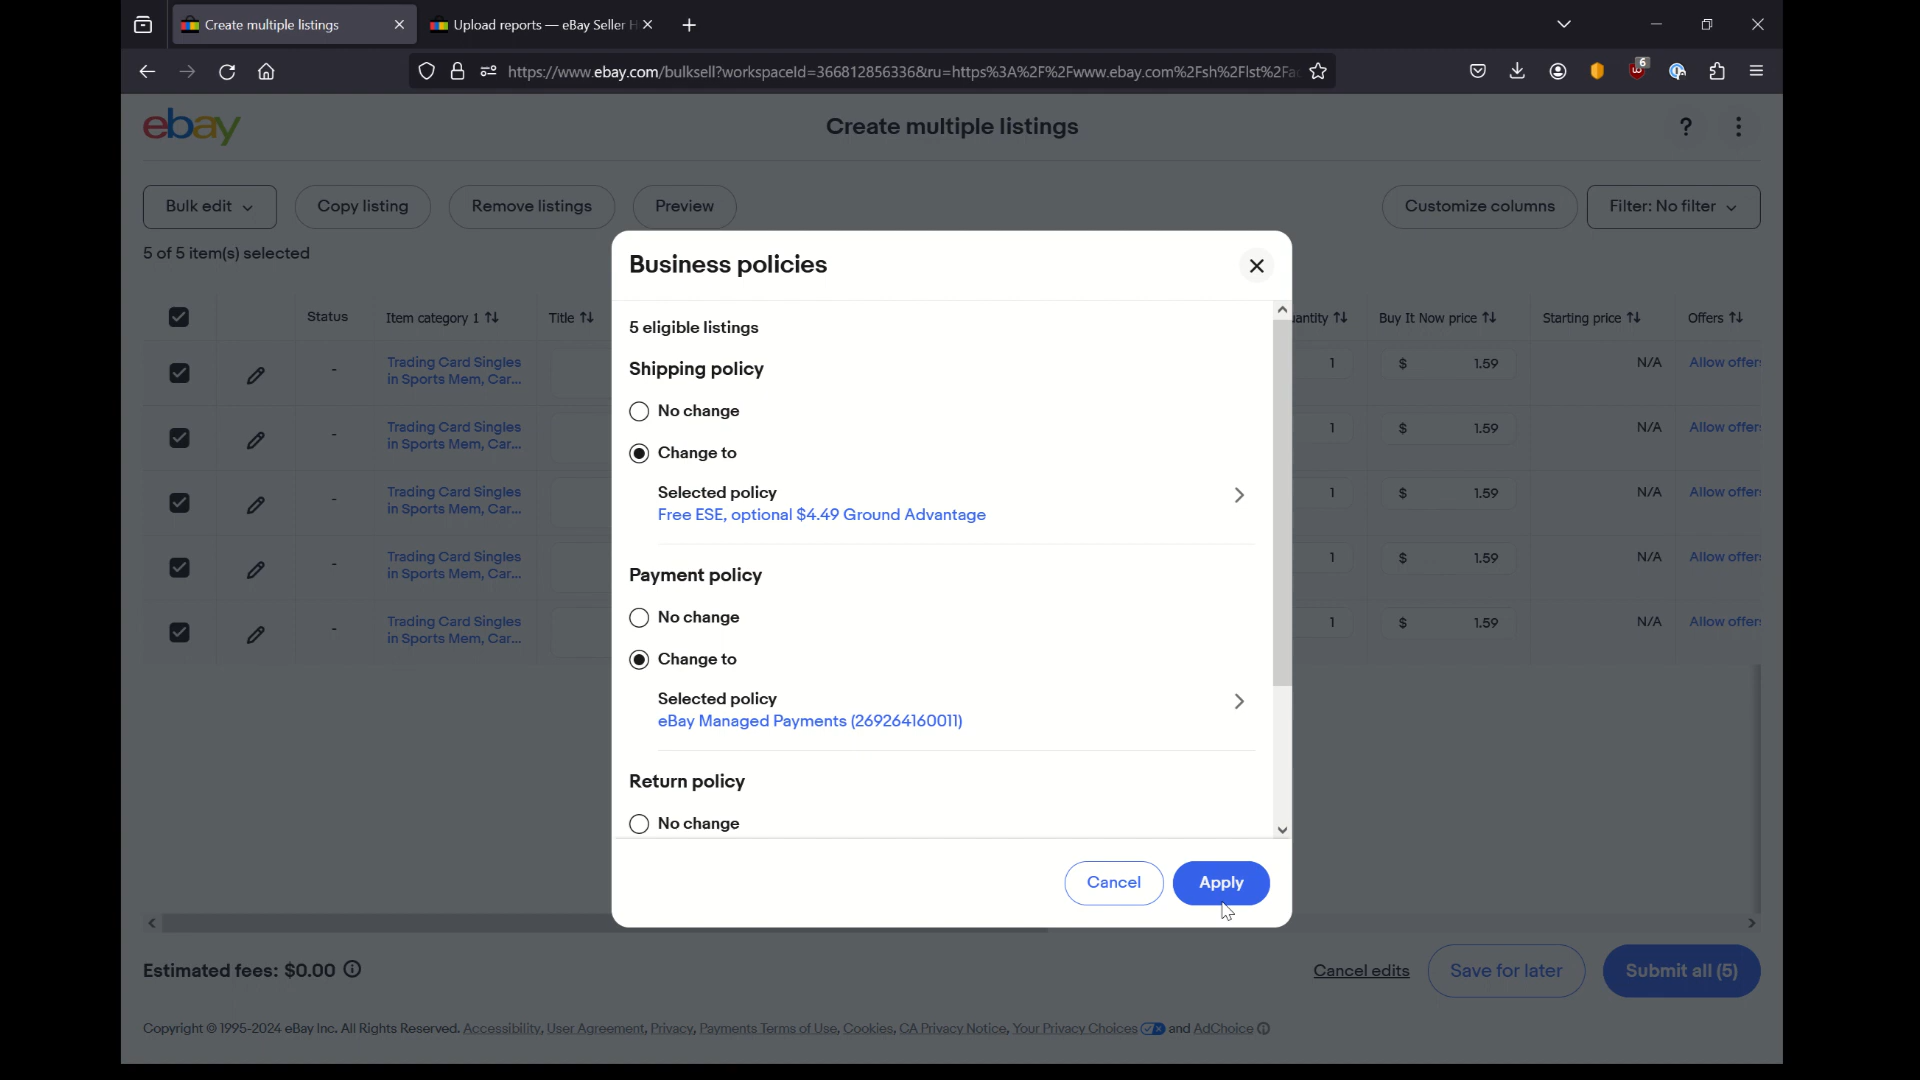 Create multiple listings
Upload reports — eBay Seller H
https://www.ebay.com/bulksell?workspaceId=366812856336&ru=https%3A%2F%2Fwww.ebay.com%2Fsh%2Flst%2Fac
6
ebay
Create multiple listings
?
Bulk edit
Copy listing
Remove listings
Preview
Customize columns
Filter: No filter
5 of 5 item(s) selected
Business policies
Status
Item category 1
Title
uantity
Buy It Now price
Starting price
Offers
5 eligible listings
Trading Card Singles
in Sports Mem, Car...
-
1
$ 1.59
N/A
Allow offer
Shipping policy
No change
Trading Card Singles
in Sports Mem, Car...
-
1
$ 1.59
N/A
Allow offer
Change to
Selected policy
Free ESE, optional $4.49 Ground Advantage
Trading Card Singles
in Sports Mem, Car...
-
1
$ 1.59
N/A
Allow offer
Payment policy
Trading Card Singles
in Sports Mem, Car...
-
1
$ 1.59
N/A
Allow offer
No change
Trading Card Singles
in Sports Mem, Car...
-
1
$ 1.59
N/A
Allow offer
Change to
Selected policy
eBay Managed Payments (269264160011)
Return policy
No change
Cancel
Apply
Estimated fees: $0.00
Cancel edits
Save for later
Submit all (5)
Copyright © 1995-2024 eBay Inc. All Rights Reserved. Accessibility, User Agreement, Privacy, Payments Terms of Use, Cookies, CA Privacy Notice, Your Privacy Choices and AdChoice